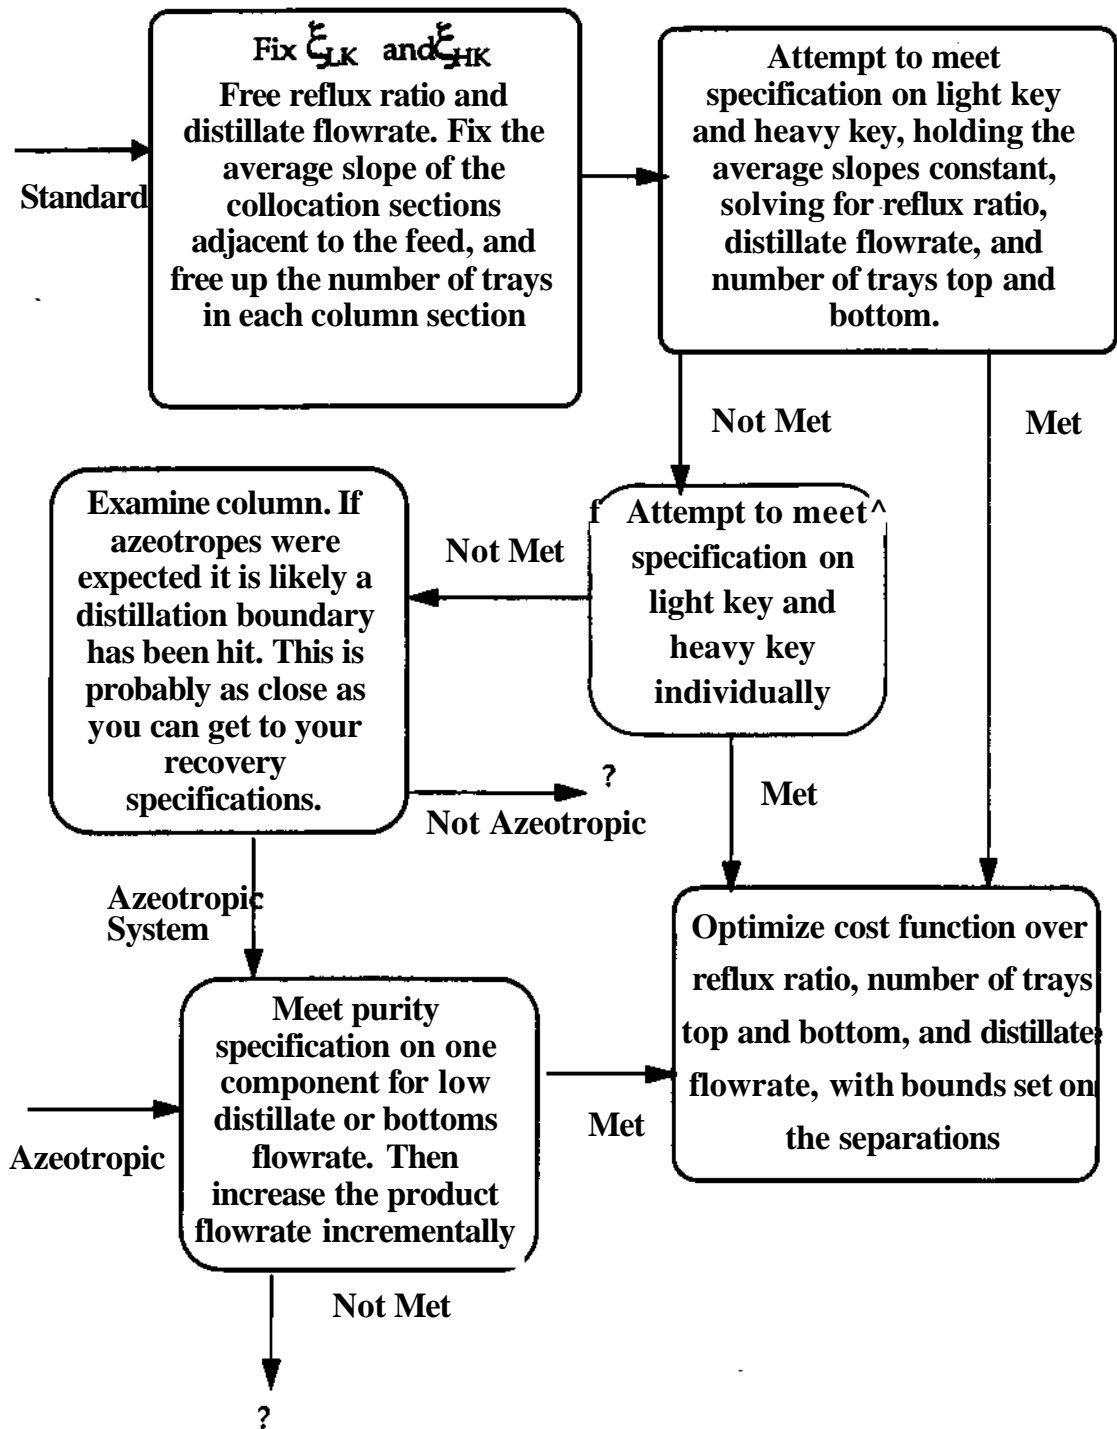 Fix ξLK and ξHK
Free reflux ratio and
distillate flowrate. Fix the
average slope of the
collocation sections
adjacent to the feed, and
free up the number of trays
in each column section
Standard
Attempt to meet
specification on light key
and heavy key, holding the
average slopes constant,
solving for reflux ratio,
distillate flowrate, and
number of trays top and
bottom.
Not Met
Met
f Attempt to meet^
specification on
light key and
heavy key
individually
Not Met
Examine column. If
azeotropes were
expected it is likely a
distillation boundary
has been hit. This is
probably as close as
you can get to your
recovery
specifications.
?
Not Azeotropic
Met
Azeotropic
System
Optimize cost function over
reflux ratio, number of trays
top and bottom, and distillate
flowrate, with bounds set on
the separations
Meet purity
specification on one
component for low
distillate or bottoms
flowrate. Then
increase the product
flowrate incrementally
Azeotropic
Met
Not Met
?